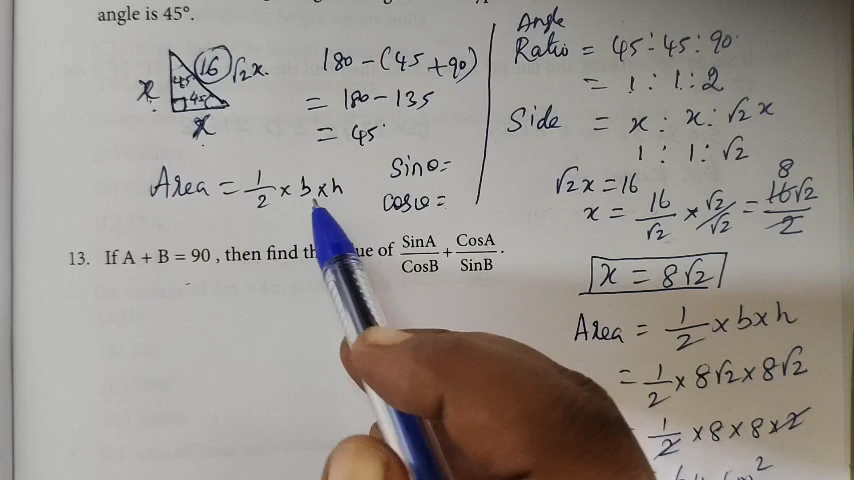 angle is 45°.
16 √2x.
45
x
45
x
180 - (45 + 90)
= 180 - 135
= 45°
Area = 1/2 × b × h
Sinθ =
cosθ =
Angle
Ratio = 45 : 45 : 90
= 1 : 1 : 2
Side = x : x : √2 x
1 : 1 : √2
√2x = 16
x = 16/√2 × √2/√2 = 16√2/2
8
x = 8√2
Area = 1/2 × b × h
= 1/2 × 8√2 × 8√2
1/2 × 8 × 8 × 2
13. If A + B = 90 , then find the value of SinA/CosB + CosA/SinB .